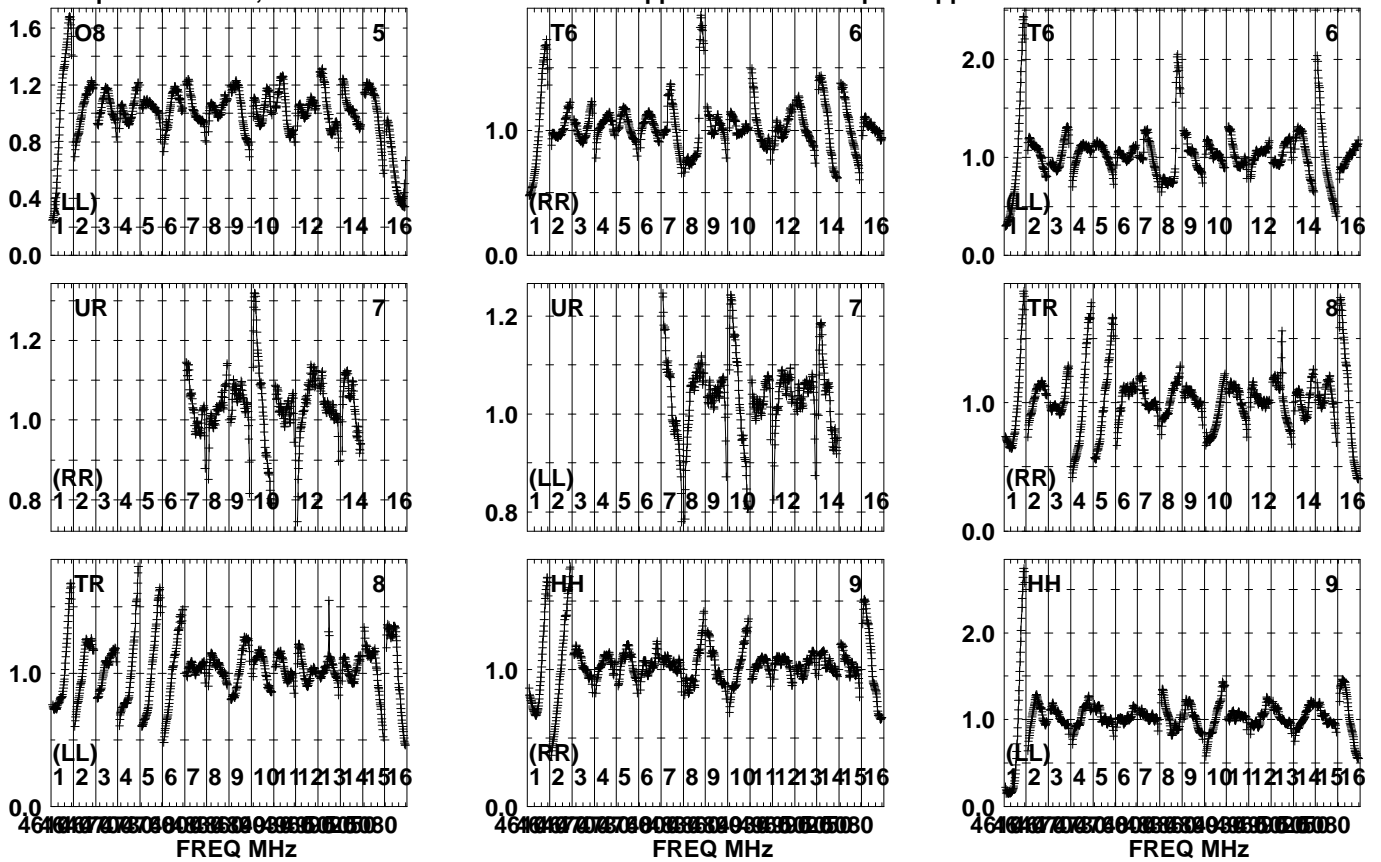 1.6
1.2
0.8
0.4
0.0
O8 5
(LL)
1 2 3 4 5 6 7 8 9 10 12 14 16
1.0
0.0
T6 6
(RR)
1 2 3 4 5 6 7 8 9 10 12 14 16
2.0
1.0
0.0
T6 6
(LL)
1 2 3 4 5 6 7 8 9 10 12 14 16
1.2
1.0
0.8
UR 7
(RR)
1 2 3 4 5 6 7 8 9 10 12 14 16
1.2
1.0
0.8
UR 7
(LL)
1 2 3 4 5 6 7 8 9 10 12 14 16
1.0
0.0
TR 8
(RR)
1 2 3 4 5 6 7 8 9 10 12 14 16
1.0
0.0
TR 8
(LL)
1 2 3 4 5 6 7 8 9 10 11 12 13 14 15 16
FREQ MHz
1.0
0.0
HH 9
(RR)
1 2 3 4 5 6 7 8 9 10 11 12 13 14 15 16
FREQ MHz
2.0
1.0
0.0
HH 9
(LL)
1 2 3 4 5 6 7 8 9 10 11 12 13 14 15 16
FREQ MHz